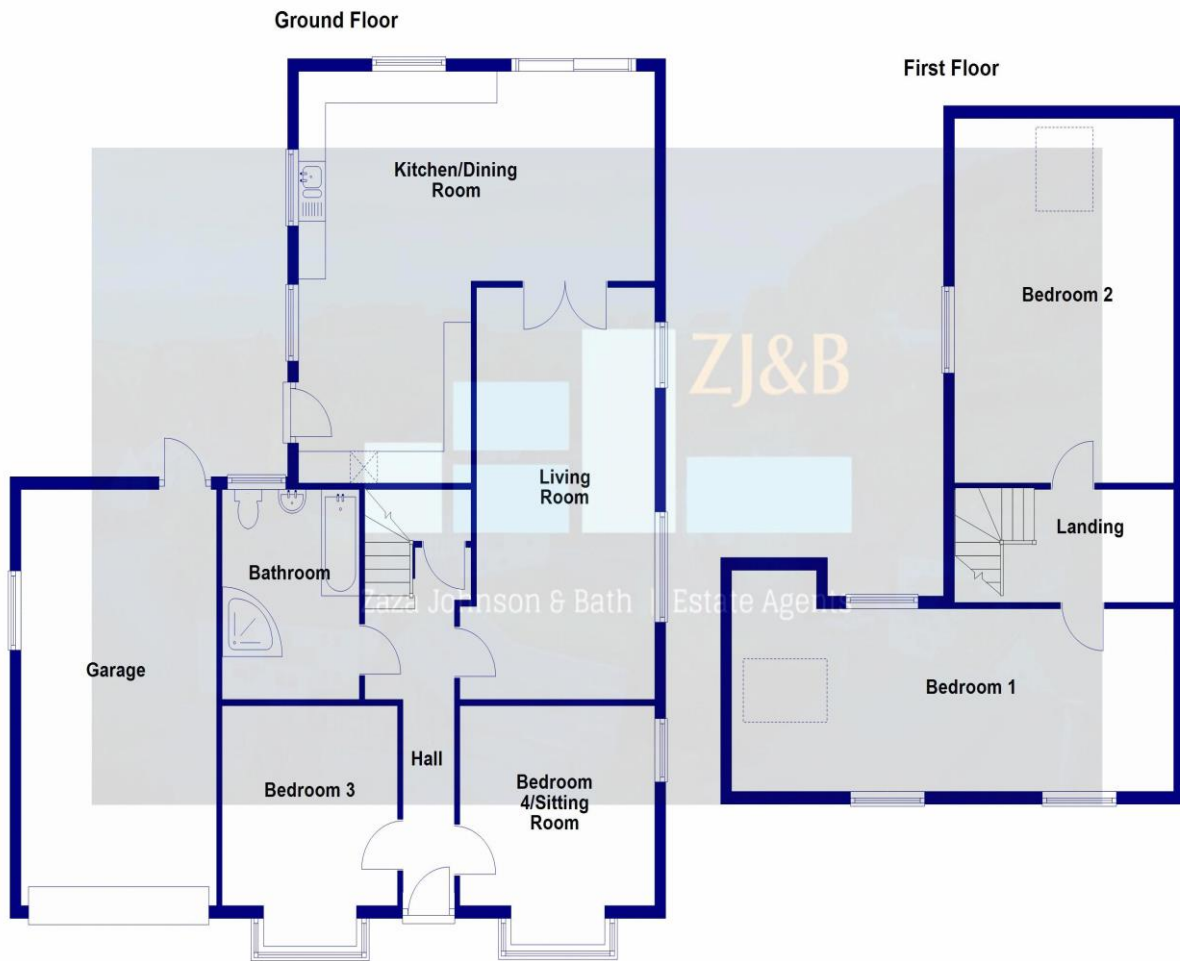 Ground Floor
First Floor
Kitchen/Dining
Room
Bedroom 2
ZJ&B
Living
Room
Landing
Bathroom
Zaza Johnson & Bath | Estate Agents
Garage
Bedroom 1
Hall
Bedroom 3
Bedroom
4/Sitting
Room